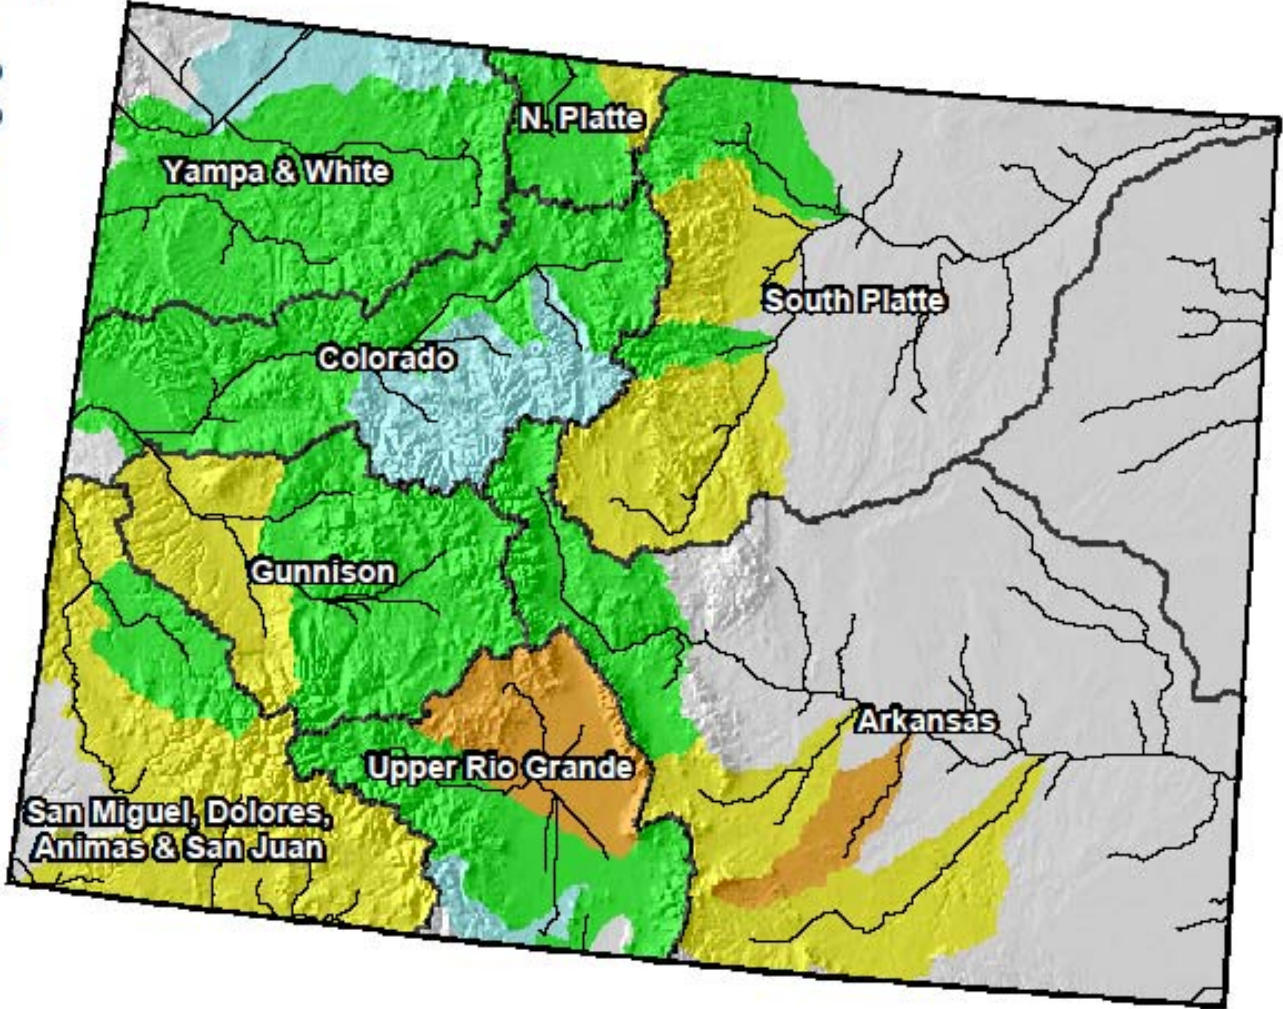 N. Platte
Yampa & White
South Platte
Colorado
Gunnison
Arkansas
Upper Rio Grande
San Miguel, Dolores,
Animas & San Juan